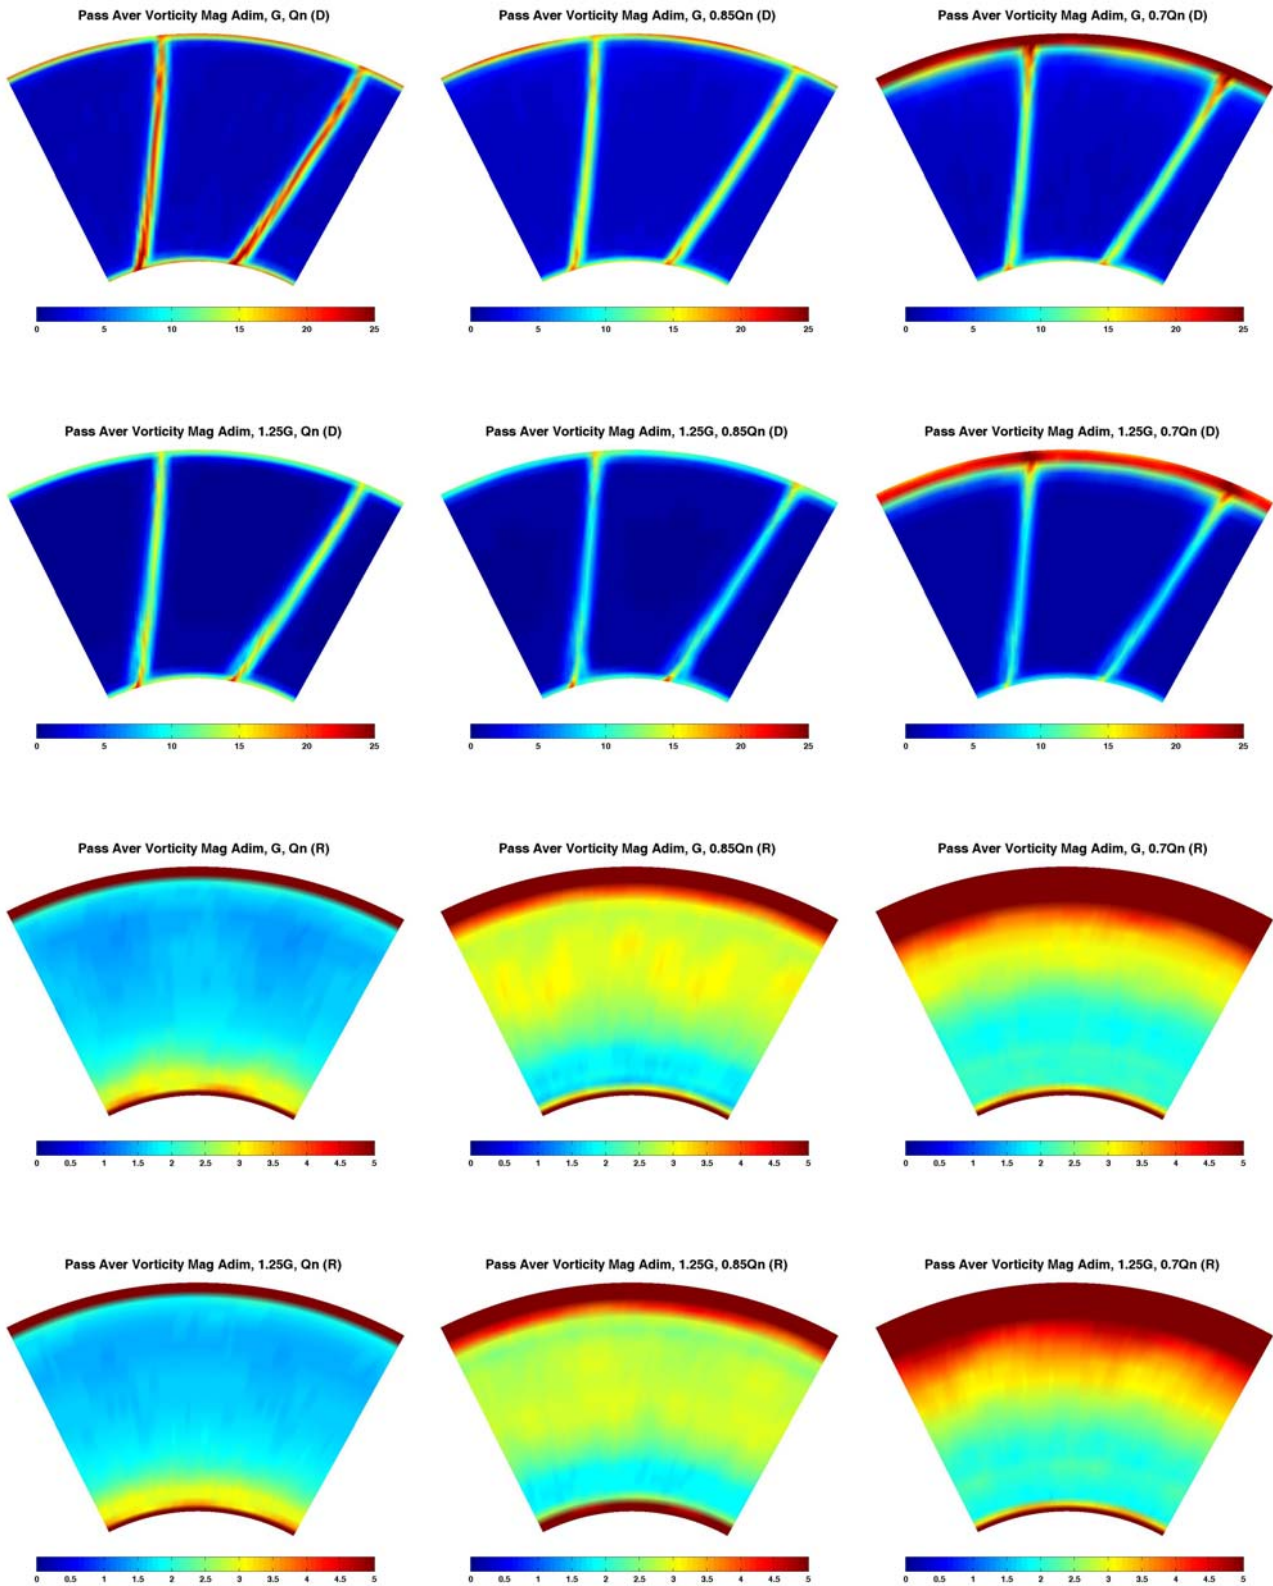 Pass Aver Vorticity Mag Adim, G, Qn (D)
Pass Aver Vorticity Mag Adim, G, 0.85Qn (D)
Pass Aver Vorticity Mag Adim, G, 0.7Qn (D)
0 5 10 15 20 25
0 5 10 15 20 25
0 5 10 15 20 25
Pass Aver Vorticity Mag Adim, 1.25G, Qn (D)
Pass Aver Vorticity Mag Adim, 1.25G, 0.85Qn (D)
Pass Aver Vorticity Mag Adim, 1.25G, 0.7Qn (D)
0 5 10 15 20 25
0 5 10 15 20 25
0 5 10 15 20 25
Pass Aver Vorticity Mag Adim, G, Qn (R)
Pass Aver Vorticity Mag Adim, G, 0.85Qn (R)
Pass Aver Vorticity Mag Adim, G, 0.7Qn (R)
0 0.5 1 1.5 2 2.5 3 3.5 4 4.5 5
0 0.5 1 1.5 2 2.5 3 3.5 4 4.5 5
0 0.5 1 1.5 2 2.5 3 3.5 4 4.5 5
Pass Aver Vorticity Mag Adim, 1.25G, Qn (R)
Pass Aver Vorticity Mag Adim, 1.25G, 0.85Qn (R)
Pass Aver Vorticity Mag Adim, 1.25G, 0.7Qn (R)
0 0.5 1 1.5 2 2.5 3 3.5 4 4.5 5
0 0.5 1 1.5 2 2.5 3 3.5 4 4.5 5
0 0.5 1 1.5 2 2.5 3 3.5 4 4.5 5